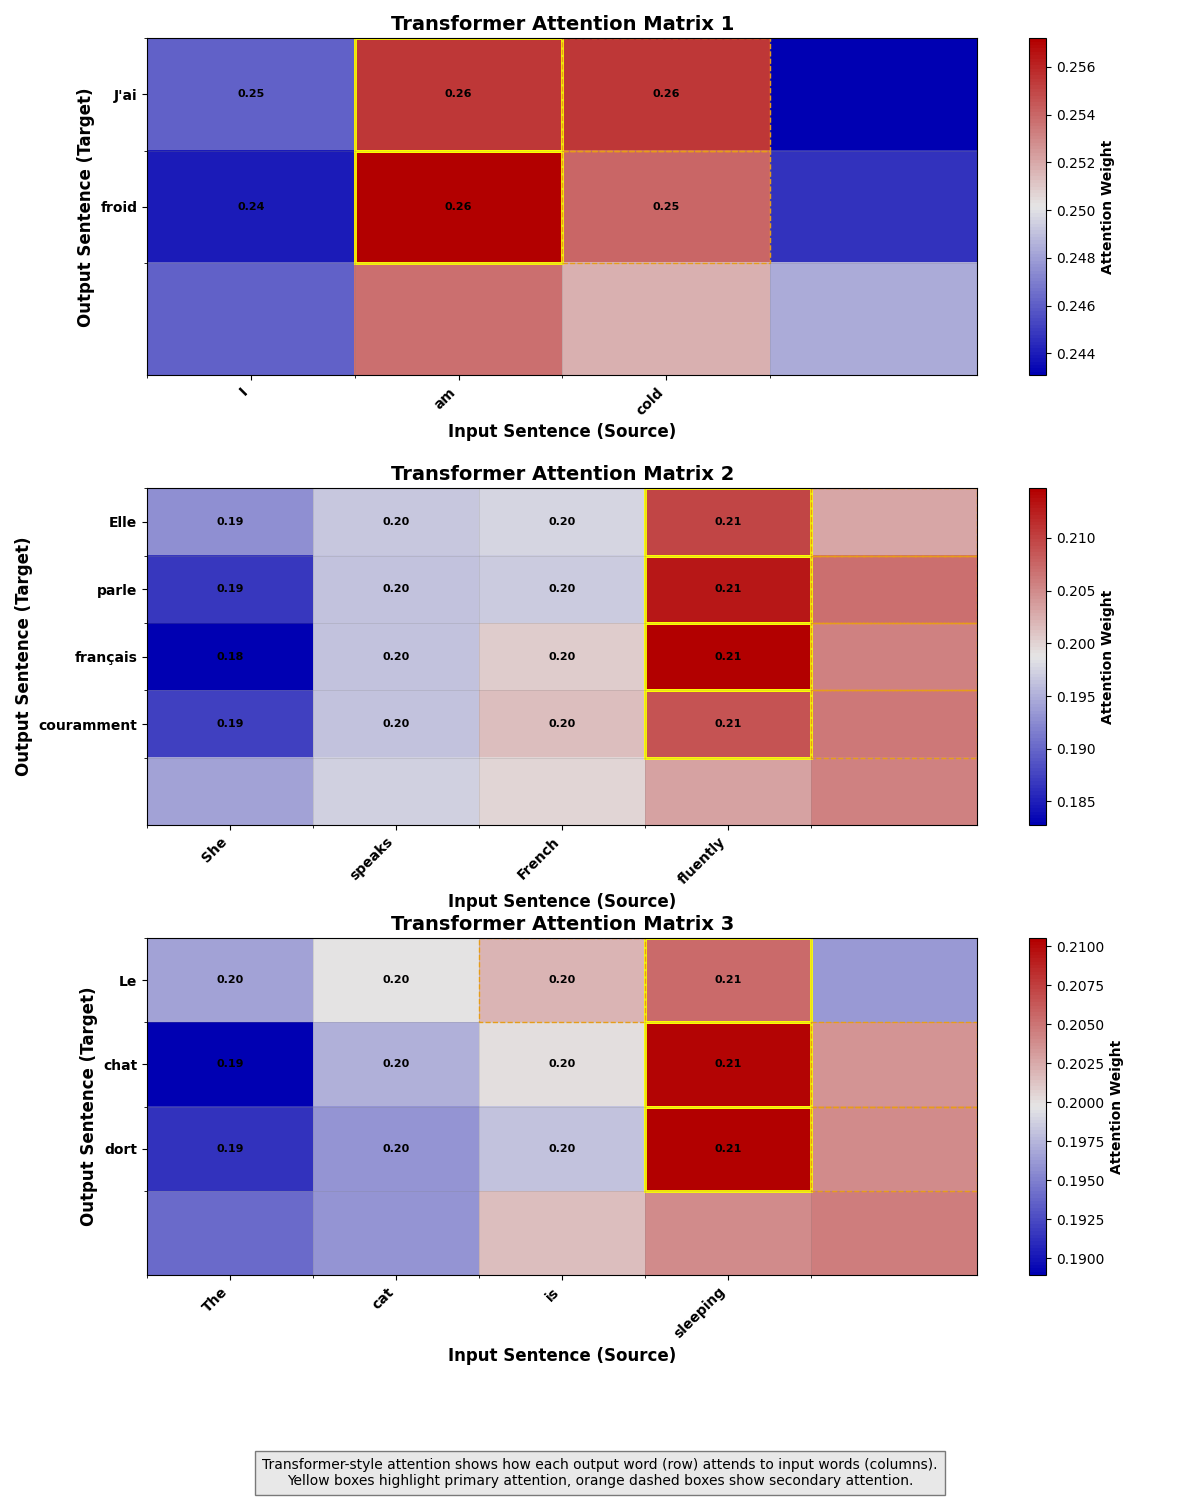 Transformer Attention Matrix 1
Output Sentence (Target)
J'ai
0.25 0.26 0.26
froid
0.24 0.26 0.25
I am cold
Input Sentence (Source)
0.256
0.254
0.252
0.250
0.248
0.246
0.244
Attention Weight
Transformer Attention Matrix 2
Output Sentence (Target)
Elle
0.19 0.20 0.20 0.21
parle
0.19 0.20 0.20 0.21
français
0.18 0.20 0.20 0.21
couramment
0.19 0.20 0.20 0.21
She speaks French fluently
Input Sentence (Source)
0.210
0.205
0.200
0.195
0.190
0.185
Attention Weight
Transformer Attention Matrix 3
Output Sentence (Target)
Le
0.20 0.20 0.20 0.21
chat
0.19 0.20 0.20 0.21
dort
0.19 0.20 0.20 0.21
The cat is sleeping
Input Sentence (Source)
0.2100
0.2075
0.2050
0.2025
0.2000
0.1975
0.1950
0.1925
0.1900
Attention Weight
Transformer-style attention shows how each output word (row) attends to input words (columns).
Yellow boxes highlight primary attention, orange dashed boxes show secondary attention.